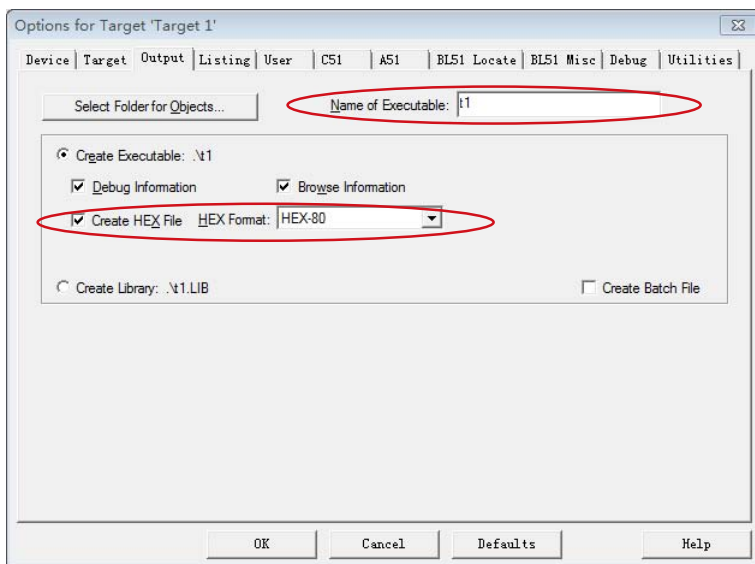 Options for Target 'Target 1'
Device Target Output Listing User C51 A51 BL51 Locate BL51 Misc Debug Utilities
Select Folder for Objects... Name of Executable: t1
Create Executable: .\t1
Debug Information Browse Information
Create HEX File HEX Format: HEX-80
Create Library: .\t1.LIB Create Batch File
OK Cancel Defaults Help